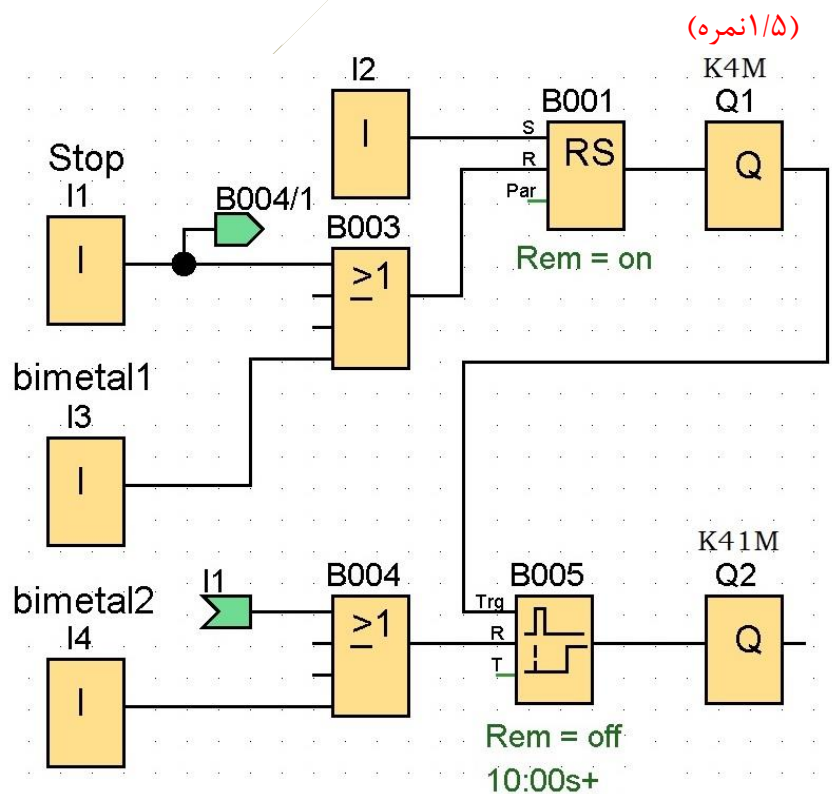 (۱/۵نمره)
I2
I
K4M
Q1
Q
B001
S
R
Par
RS
Rem = on
Stop
I1
I
B004/1
B003
≥1
bimetal1
I3
I
K41M
Q2
Q
bimetal2
I4
I
I1
B004
≥1
B005
Trg
R
T
Rem = off
10:00s+